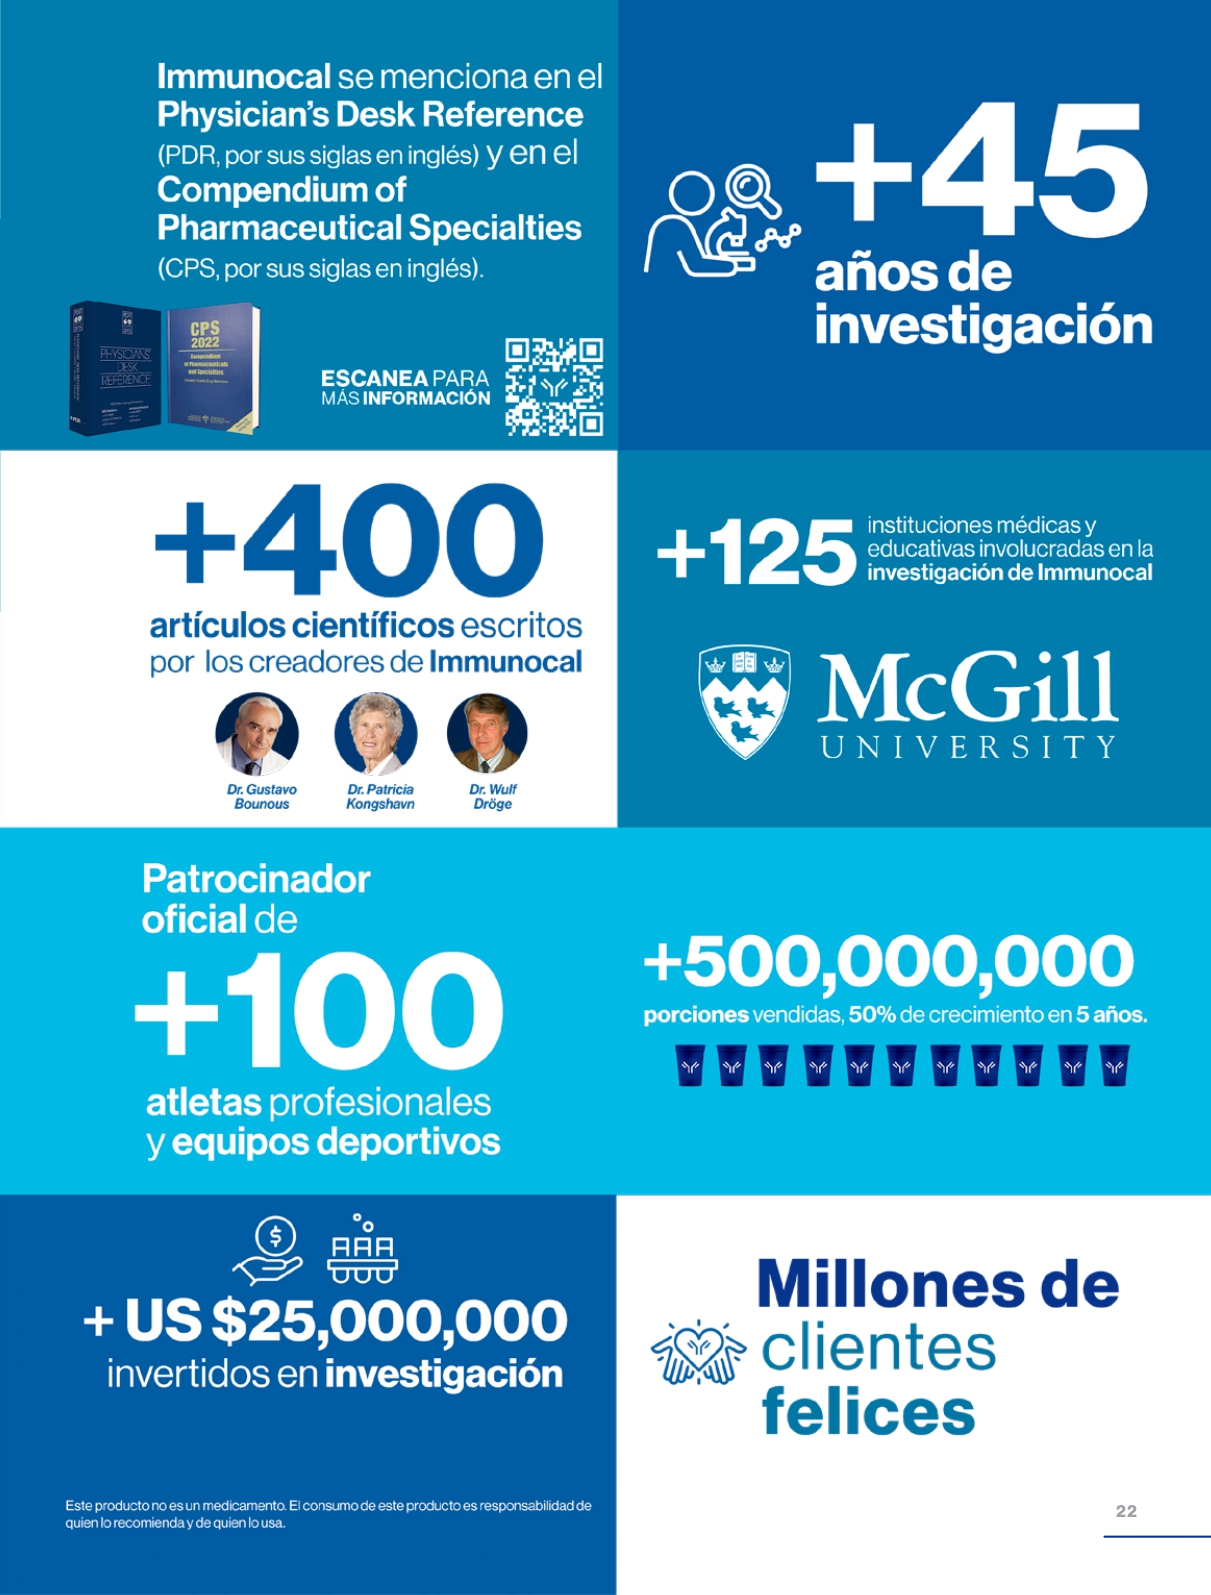 Immunocal se menciona en el
Physician’s Desk Reference
(PDR, por sus siglas en inglés) y en el
Compendium of
Pharmaceutical Specialties
(CPS, por sus siglas en inglés).
PHYSICIANS'
DESK
REFERENCE
CPS
2022
Compendium
of Pharmaceuticals
and Specialties
ESCANEA PARA
MÁS INFORMACIÓN
+45
años de
investigación
+400
artículos científicos escritos
por los creadores de Immunocal
Dr. Gustavo
Bounous
Dr. Patricia
Kongshavn
Dr. Wulf
Dröge
+125
instituciones médicas y
educativas involucradas en la
investigación de Immunocal
McGill
UNIVERSITY
Patrocinador
oficial de
+100
atletas profesionales
y equipos deportivos
+500,000,000
porciones vendidas, 50% de crecimiento en 5 años.
$
+ US $25,000,000
invertidos en investigación
Millones de
clientes
felices
Este producto no es un medicamento. El consumo de este producto es responsabilidad de
quien lo recomienda y de quien lo usa.
22